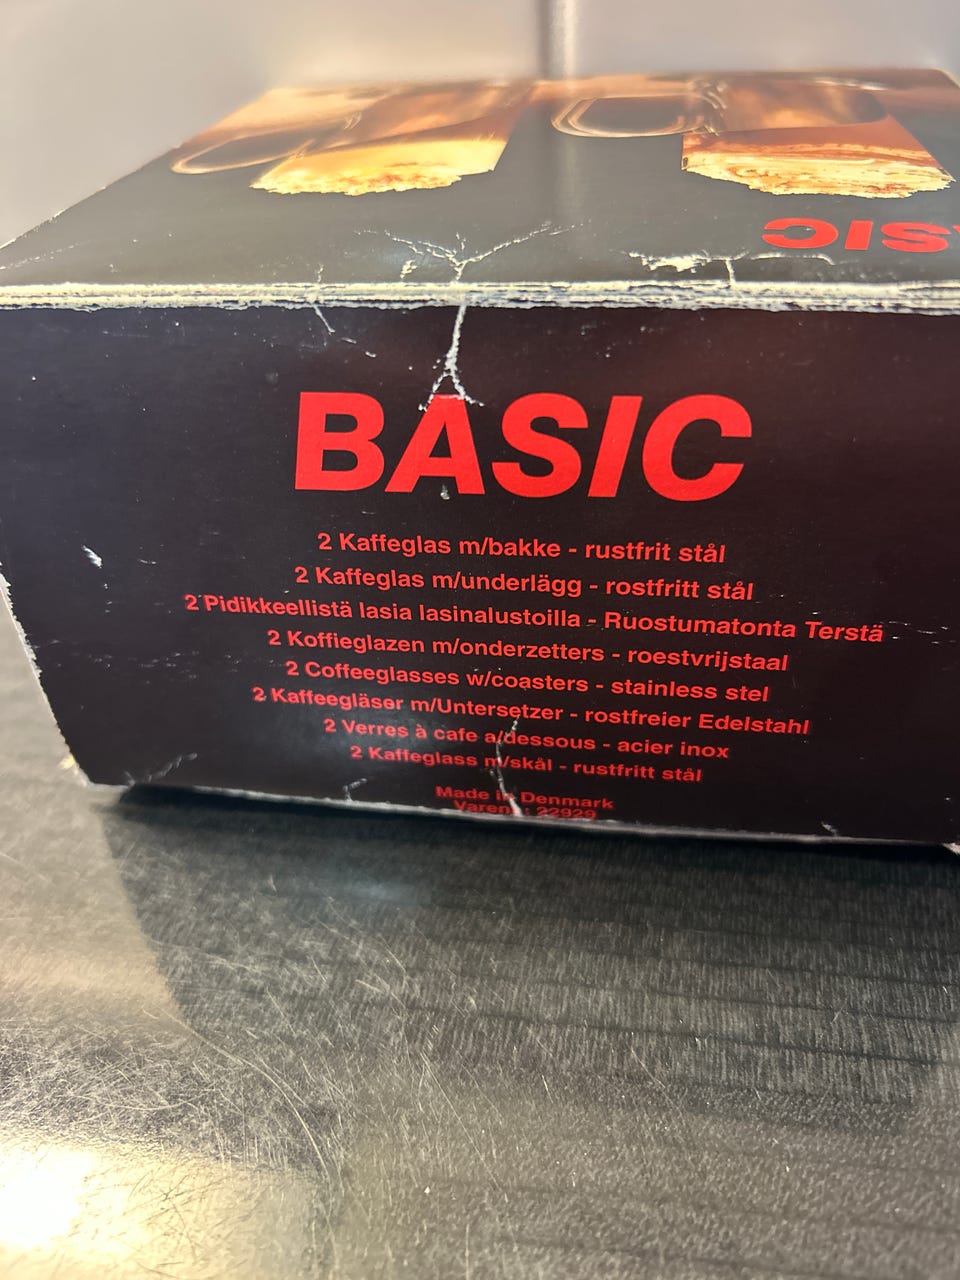 SIC
BASIC
2 Kaffeglas m/bakke - rustfrit stål
2 Kaffeglas m/underlägg - rostfritt stål
2 Pidikkeellistä lasia lasinalustoilla - Ruostumatonta Terstä
2 Koffieglazen m/onderzetters - roestvrijstaal
2 Coffeeglasses w/coasters - stainless stel
2 Kaffeegläser m/Untersetzer - rostfreier Edelstahl
2 Verres à cafe a/dessous - acier inox
2 Kaffeglass m/skål - rustfritt stål
Made in Denmark
22929